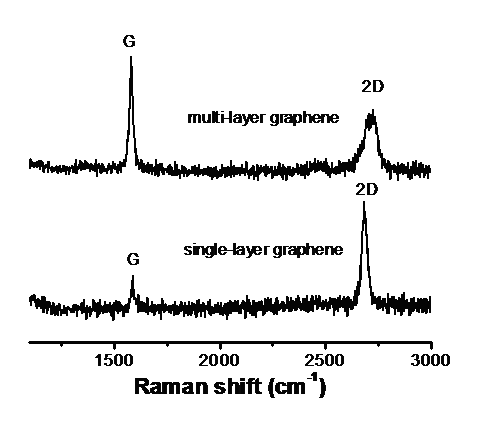 G
2D
multi-layer graphene
2D
G
single-layer graphene
1500 2000 2500 3000
Raman shift (cm⁻¹)